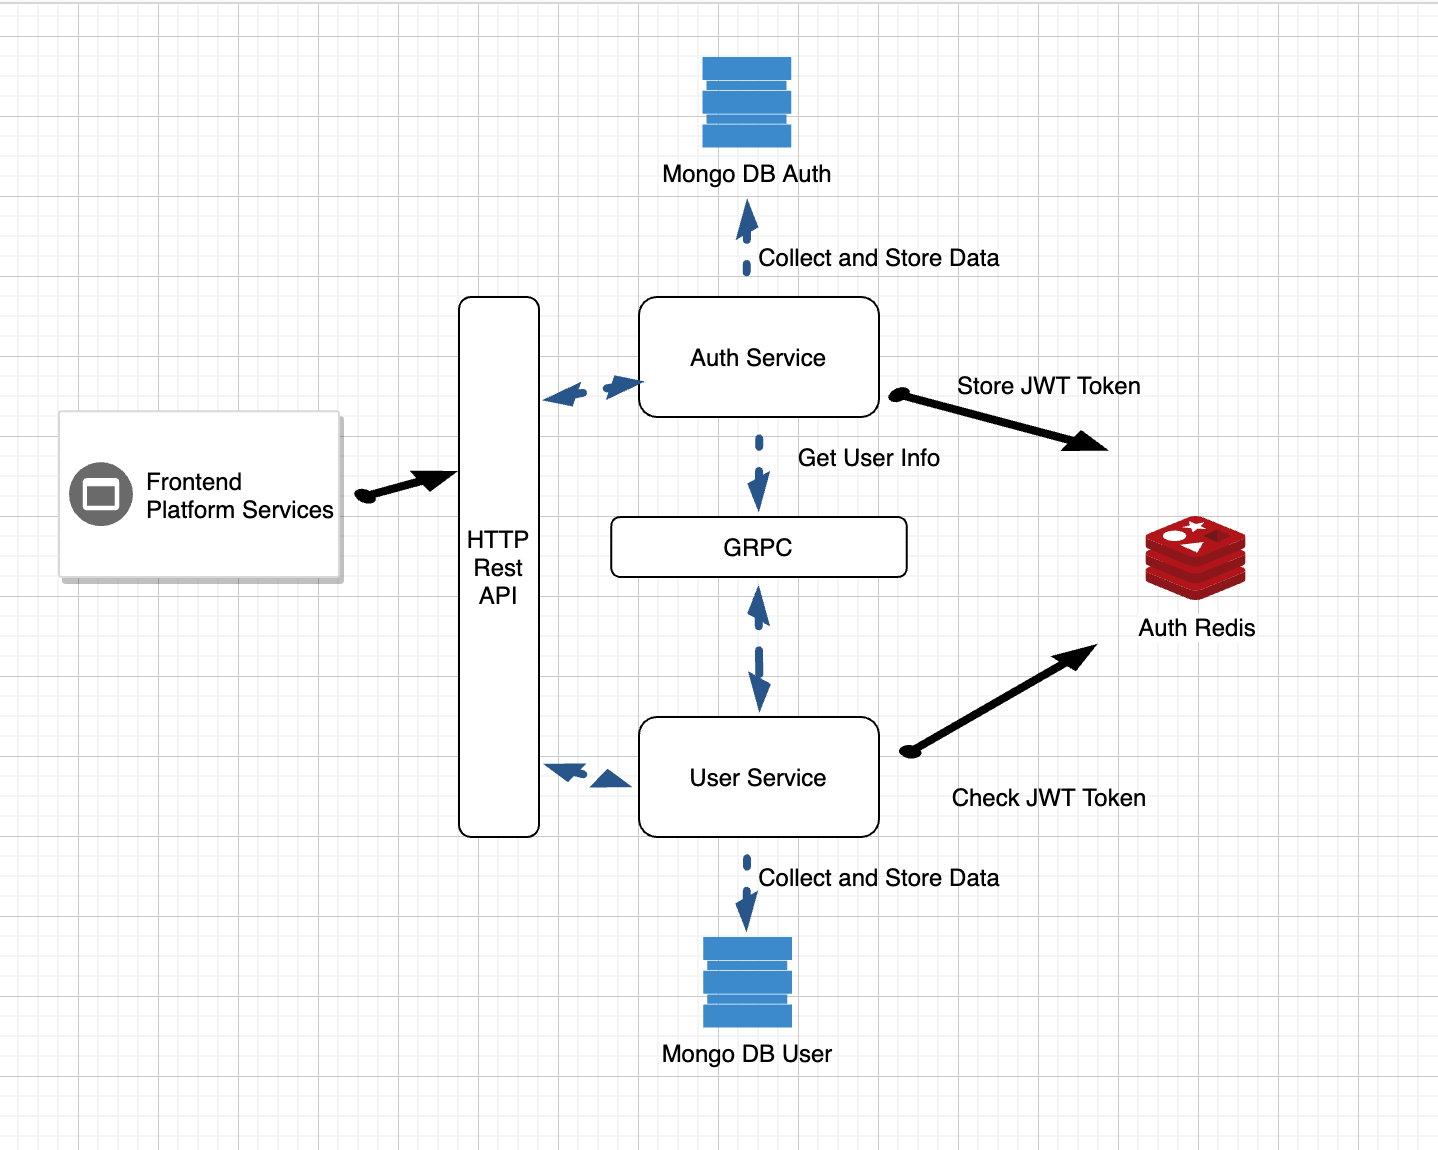 Mongo DB Auth
Collect and Store Data
Auth Service
Store JWT Token
Get User Info
Frontend
Platform Services
HTTP
Rest
API
GRPC
Auth Redis
User Service
Check JWT Token
Collect and Store Data
Mongo DB User